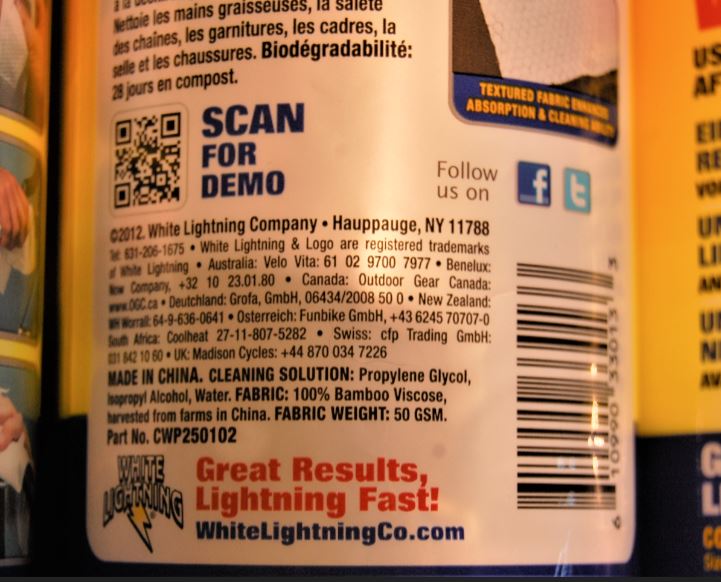 à la
Nettoie les mains graisseuses, la saleté
des chaînes, les garnitures, les cadres, la
selle et les chaussures. Biodégradabilité:
28 jours en compost.
TEXTURED FABRIC ENHANCES
ABSORPTION & CLEANING ABILITY
SCAN
FOR
DEMO
Follow
us on
f
t
©2012. White Lightning Company • Hauppauge, NY 11788
Tel: 631-206-1675 • White Lightning & Logo are registered trademarks
of White Lightning • Australia: Velo Vita: 61 02 9700 7977 • Benelux:
Now Company, +32 10 23.01.80 • Canada: Outdoor Gear Canada:
www.OGC.ca • Deutchland: Grofa, GmbH, 06434/2008 50 0 • New Zealand:
WH Worrall: 64-9-636-0641 • Osterreich: Funbike GmbH, +43 6245 70707-0
South Africa: Coolheat 27-11-807-5282 • Swiss: cfp Trading GmbH:
031 842 10 60 • UK: Madison Cycles: +44 870 034 7226
MADE IN CHINA. CLEANING SOLUTION: Propylene Glycol,
Isopropyl Alcohol, Water. FABRIC: 100% Bamboo Viscose,
harvested from farms in China. FABRIC WEIGHT: 50 GSM.
Part No. CWP250102
WHITE
LIGHTNING
Great Results,
Lightning Fast!
WhiteLightningCo.com
US
AF
RE
UN
LI